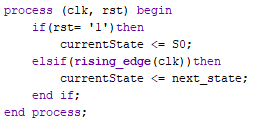 process (clk, rst) begin
if(rst= '1')then
currentState <= S0;
elsif(rising_edge(clk))then
currentState <= next_state;
end if;
end process;